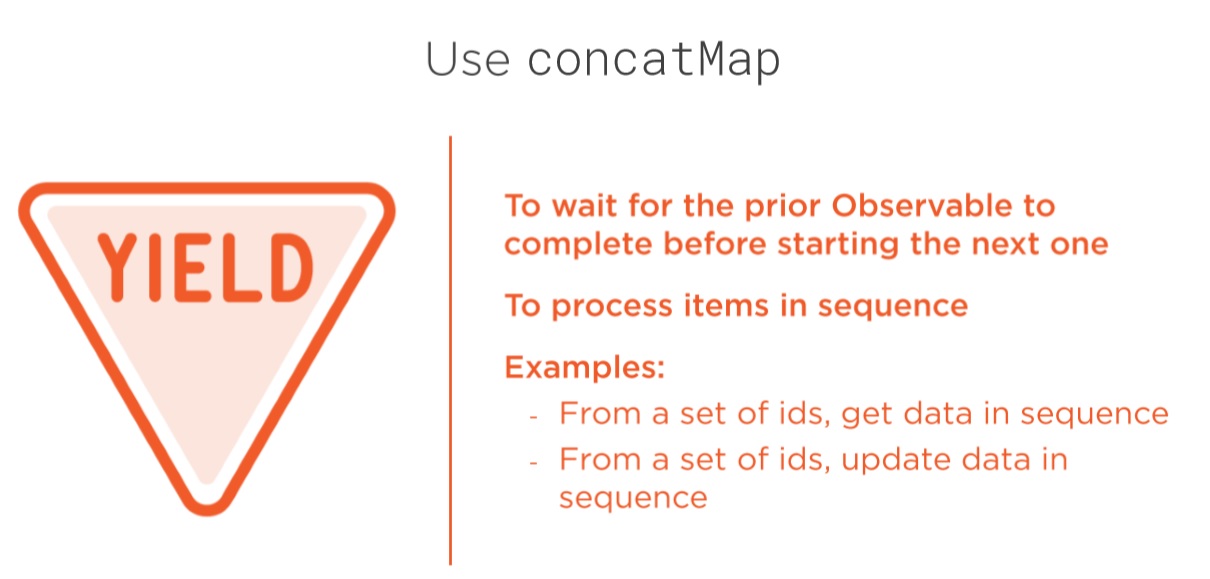 Use concatMap
YIELD
To wait for the prior Observable to
complete before starting the next one
To process items in sequence
Examples:
- From a set of ids, get data in sequence
- From a set of ids, update data in
sequence